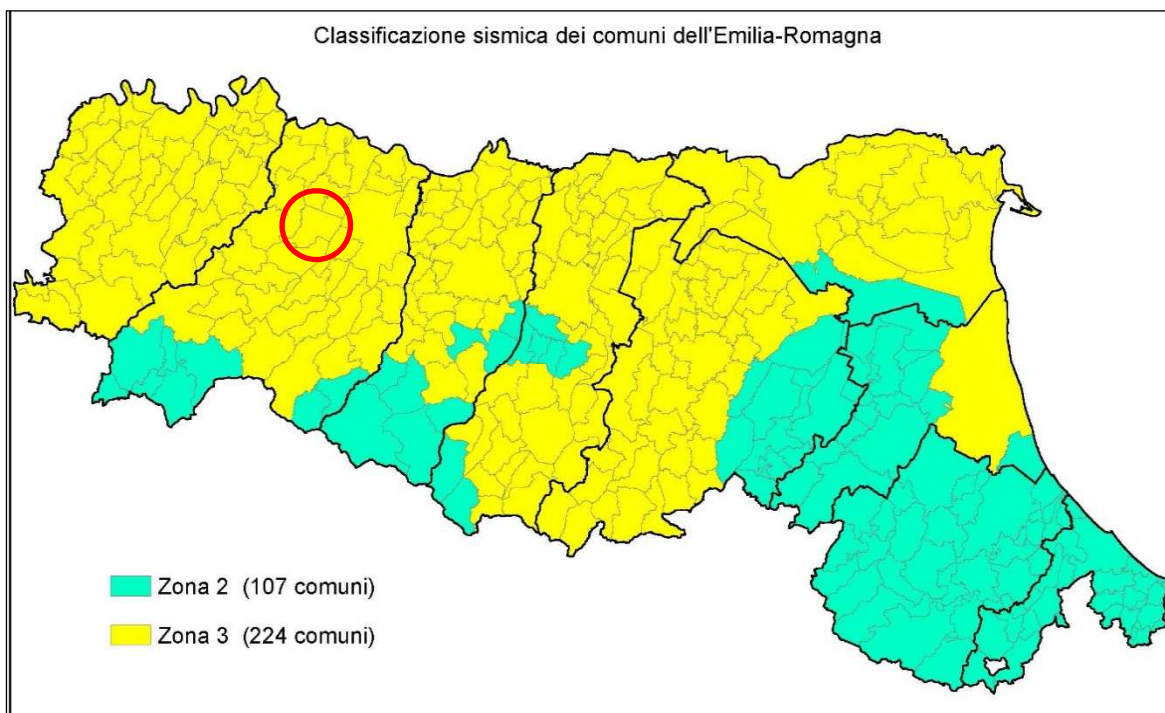 Classificazione sismica dei comuni dell'Emilia-Romagna
Zona 2 (107 comuni)
Zona 3 (224 comuni)